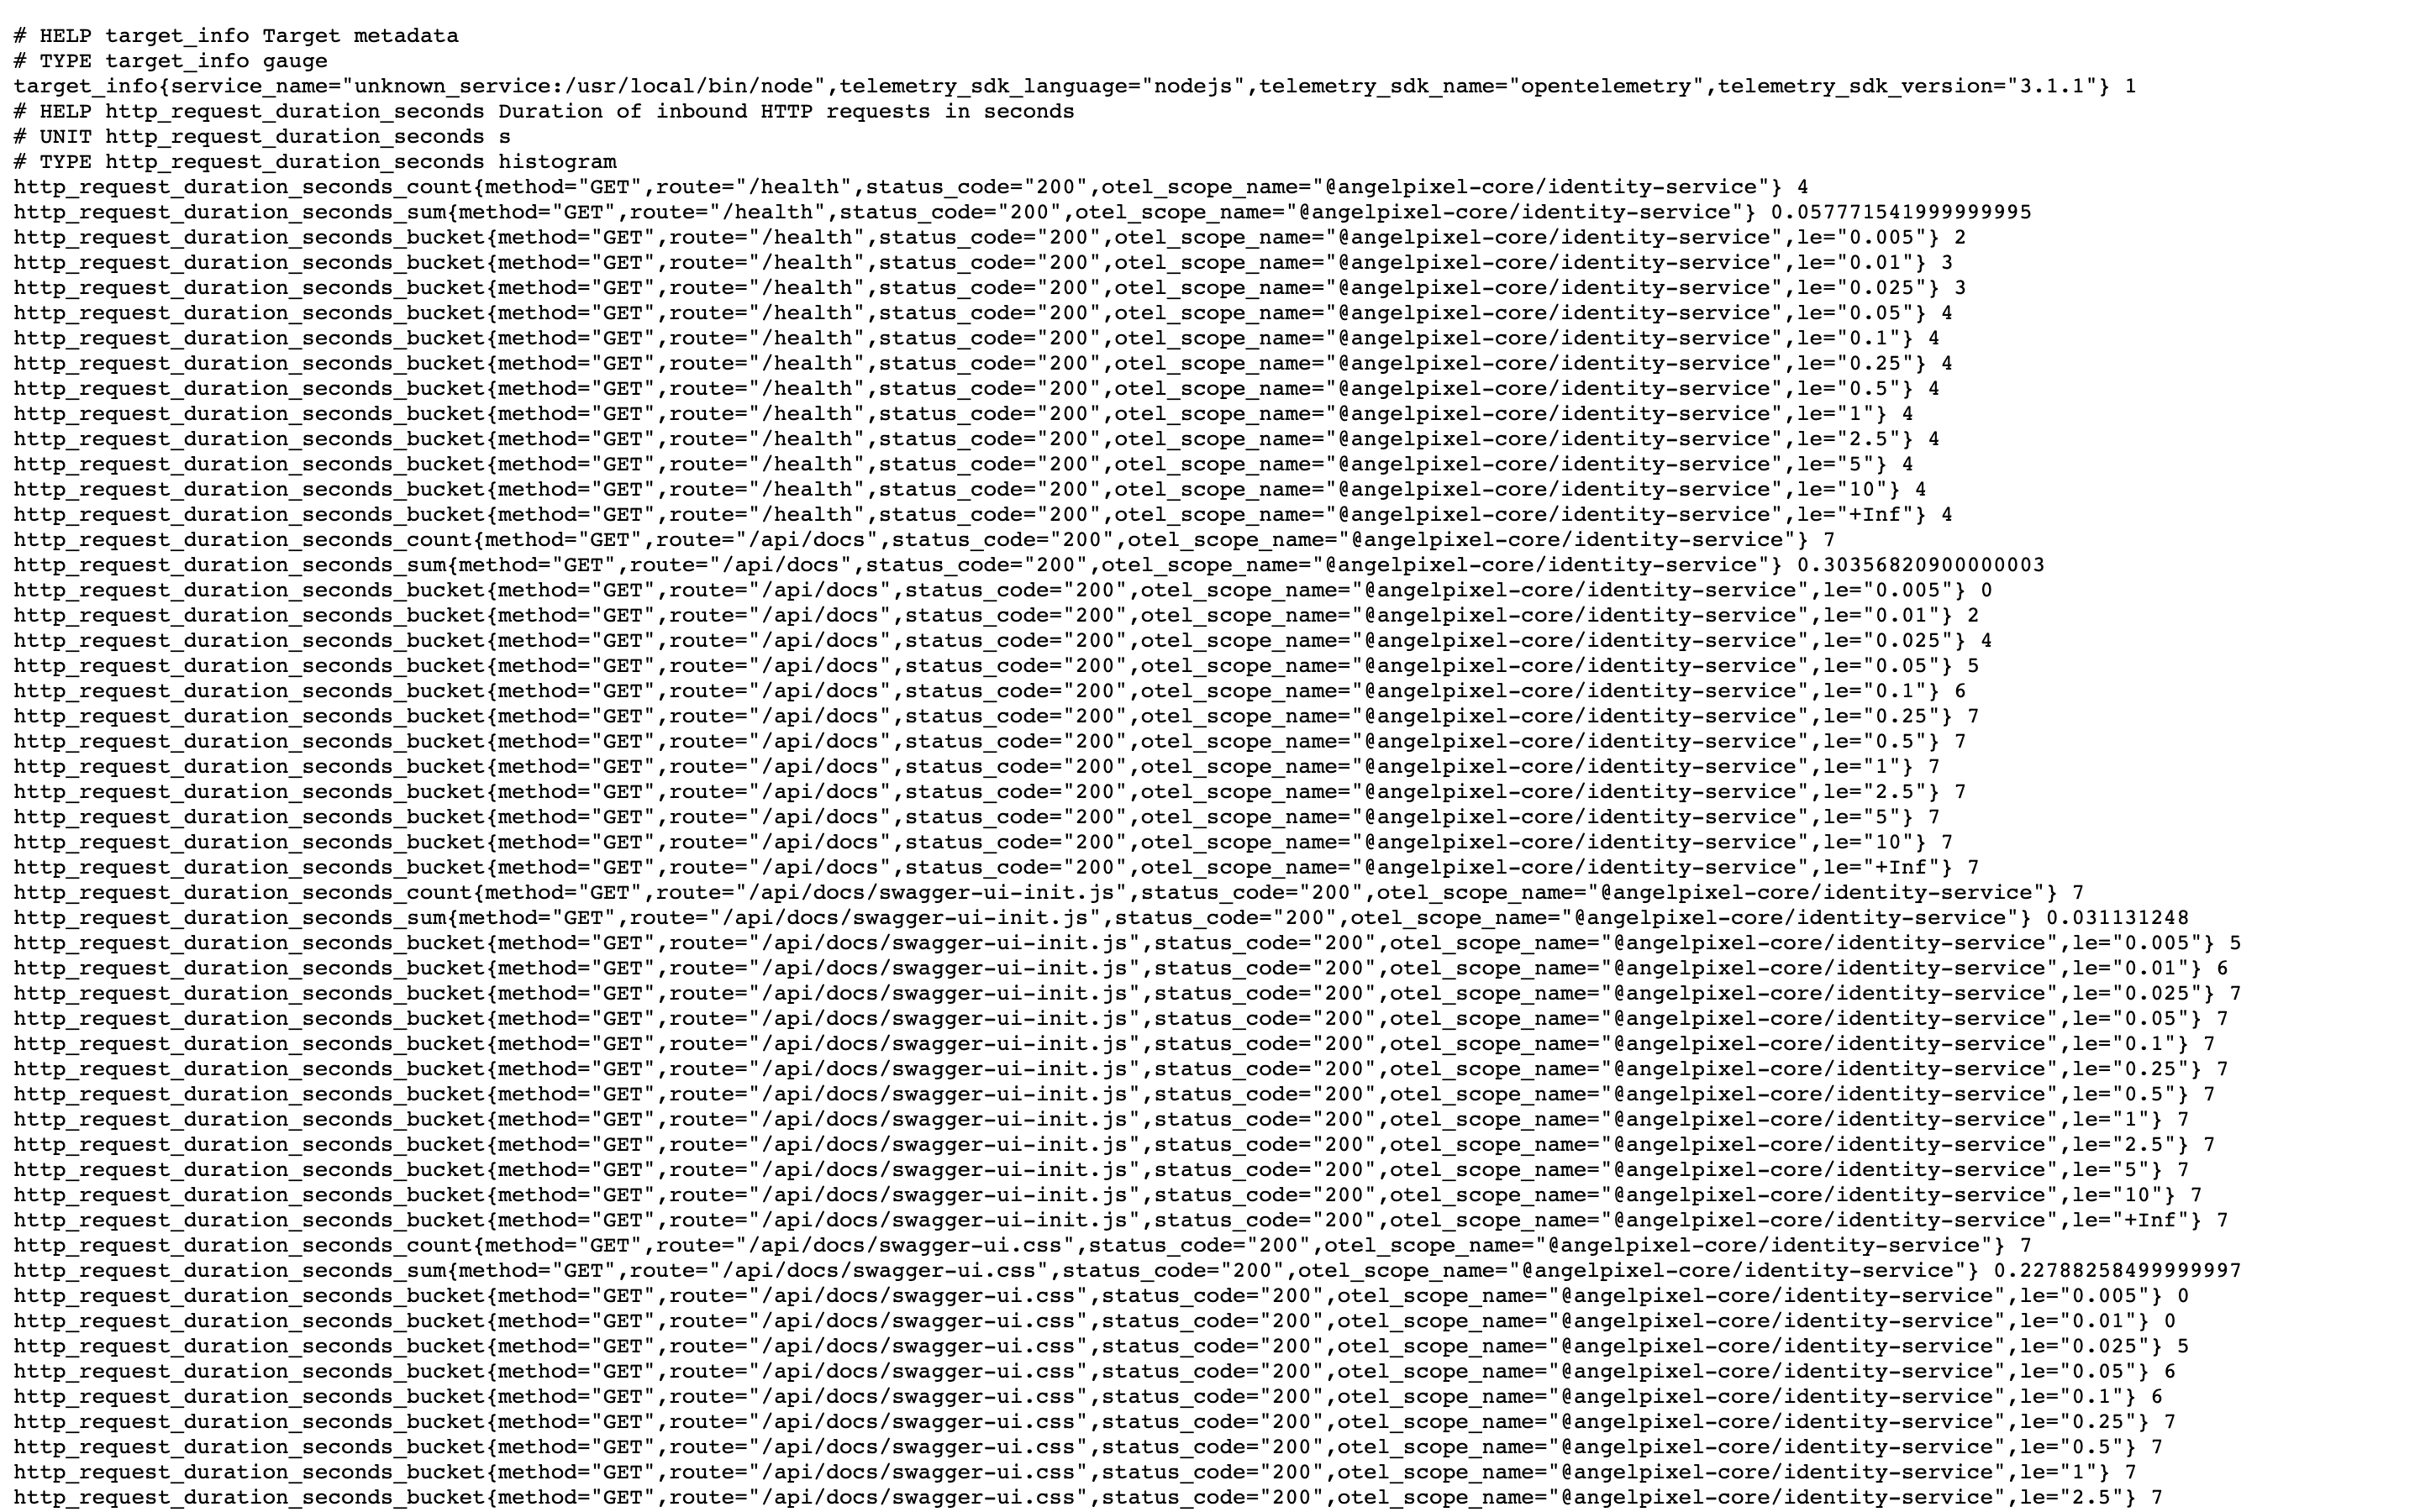 # HELP target_info Target metadata
# TYPE target_info gauge
target_info{service_name="unknown_service:/usr/local/bin/node",telemetry_sdk_language="nodejs",telemetry_sdk_name="opentelemetry",telemetry_sdk_version="3.1.1"} 1
# HELP http_request_duration_seconds Duration of inbound HTTP requests in seconds
# UNIT http_request_duration_seconds s
# TYPE http_request_duration_seconds histogram
http_request_duration_seconds_count{method="GET",route="/health",status_code="200",otel_scope_name="@angelpixel-core/identity-service"} 4
http_request_duration_seconds_sum{method="GET",route="/health",status_code="200",otel_scope_name="@angelpixel-core/identity-service"} 0.057771541999999995
http_request_duration_seconds_bucket{method="GET",route="/health",status_code="200",otel_scope_name="@angelpixel-core/identity-service",le="0.005"} 2
http_request_duration_seconds_bucket{method="GET",route="/health",status_code="200",otel_scope_name="@angelpixel-core/identity-service",le="0.01"} 3
http_request_duration_seconds_bucket{method="GET",route="/health",status_code="200",otel_scope_name="@angelpixel-core/identity-service",le="0.025"} 3
http_request_duration_seconds_bucket{method="GET",route="/health",status_code="200",otel_scope_name="@angelpixel-core/identity-service",le="0.05"} 4
http_request_duration_seconds_bucket{method="GET",route="/health",status_code="200",otel_scope_name="@angelpixel-core/identity-service",le="0.1"} 4
http_request_duration_seconds_bucket{method="GET",route="/health",status_code="200",otel_scope_name="@angelpixel-core/identity-service",le="0.25"} 4
http_request_duration_seconds_bucket{method="GET",route="/health",status_code="200",otel_scope_name="@angelpixel-core/identity-service",le="0.5"} 4
http_request_duration_seconds_bucket{method="GET",route="/health",status_code="200",otel_scope_name="@angelpixel-core/identity-service",le="1"} 4
http_request_duration_seconds_bucket{method="GET",route="/health",status_code="200",otel_scope_name="@angelpixel-core/identity-service",le="2.5"} 4
http_request_duration_seconds_bucket{method="GET",route="/health",status_code="200",otel_scope_name="@angelpixel-core/identity-service",le="5"} 4
http_request_duration_seconds_bucket{method="GET",route="/health",status_code="200",otel_scope_name="@angelpixel-core/identity-service",le="10"} 4
http_request_duration_seconds_bucket{method="GET",route="/health",status_code="200",otel_scope_name="@angelpixel-core/identity-service",le="+Inf"} 4
http_request_duration_seconds_count{method="GET",route="/api/docs",status_code="200",otel_scope_name="@angelpixel-core/identity-service"} 7
http_request_duration_seconds_sum{method="GET",route="/api/docs",status_code="200",otel_scope_name="@angelpixel-core/identity-service"} 0.30356820900000003
http_request_duration_seconds_bucket{method="GET",route="/api/docs",status_code="200",otel_scope_name="@angelpixel-core/identity-service",le="0.005"} 0
http_request_duration_seconds_bucket{method="GET",route="/api/docs",status_code="200",otel_scope_name="@angelpixel-core/identity-service",le="0.01"} 2
http_request_duration_seconds_bucket{method="GET",route="/api/docs",status_code="200",otel_scope_name="@angelpixel-core/identity-service",le="0.025"} 4
http_request_duration_seconds_bucket{method="GET",route="/api/docs",status_code="200",otel_scope_name="@angelpixel-core/identity-service",le="0.05"} 5
http_request_duration_seconds_bucket{method="GET",route="/api/docs",status_code="200",otel_scope_name="@angelpixel-core/identity-service",le="0.1"} 6
http_request_duration_seconds_bucket{method="GET",route="/api/docs",status_code="200",otel_scope_name="@angelpixel-core/identity-service",le="0.25"} 7
http_request_duration_seconds_bucket{method="GET",route="/api/docs",status_code="200",otel_scope_name="@angelpixel-core/identity-service",le="0.5"} 7
http_request_duration_seconds_bucket{method="GET",route="/api/docs",status_code="200",otel_scope_name="@angelpixel-core/identity-service",le="1"} 7
http_request_duration_seconds_bucket{method="GET",route="/api/docs",status_code="200",otel_scope_name="@angelpixel-core/identity-service",le="2.5"} 7
http_request_duration_seconds_bucket{method="GET",route="/api/docs",status_code="200",otel_scope_name="@angelpixel-core/identity-service",le="5"} 7
http_request_duration_seconds_bucket{method="GET",route="/api/docs",status_code="200",otel_scope_name="@angelpixel-core/identity-service",le="10"} 7
http_request_duration_seconds_bucket{method="GET",route="/api/docs",status_code="200",otel_scope_name="@angelpixel-core/identity-service",le="+Inf"} 7
http_request_duration_seconds_count{method="GET",route="/api/docs/swagger-ui-init.js",status_code="200",otel_scope_name="@angelpixel-core/identity-service"} 7
http_request_duration_seconds_sum{method="GET",route="/api/docs/swagger-ui-init.js",status_code="200",otel_scope_name="@angelpixel-core/identity-service"} 0.031131248
http_request_duration_seconds_bucket{method="GET",route="/api/docs/swagger-ui-init.js",status_code="200",otel_scope_name="@angelpixel-core/identity-service",le="0.005"} 5
http_request_duration_seconds_bucket{method="GET",route="/api/docs/swagger-ui-init.js",status_code="200",otel_scope_name="@angelpixel-core/identity-service",le="0.01"} 6
http_request_duration_seconds_bucket{method="GET",route="/api/docs/swagger-ui-init.js",status_code="200",otel_scope_name="@angelpixel-core/identity-service",le="0.025"} 7
http_request_duration_seconds_bucket{method="GET",route="/api/docs/swagger-ui-init.js",status_code="200",otel_scope_name="@angelpixel-core/identity-service",le="0.05"} 7
http_request_duration_seconds_bucket{method="GET",route="/api/docs/swagger-ui-init.js",status_code="200",otel_scope_name="@angelpixel-core/identity-service",le="0.1"} 7
http_request_duration_seconds_bucket{method="GET",route="/api/docs/swagger-ui-init.js",status_code="200",otel_scope_name="@angelpixel-core/identity-service",le="0.25"} 7
http_request_duration_seconds_bucket{method="GET",route="/api/docs/swagger-ui-init.js",status_code="200",otel_scope_name="@angelpixel-core/identity-service",le="0.5"} 7
http_request_duration_seconds_bucket{method="GET",route="/api/docs/swagger-ui-init.js",status_code="200",otel_scope_name="@angelpixel-core/identity-service",le="1"} 7
http_request_duration_seconds_bucket{method="GET",route="/api/docs/swagger-ui-init.js",status_code="200",otel_scope_name="@angelpixel-core/identity-service",le="2.5"} 7
http_request_duration_seconds_bucket{method="GET",route="/api/docs/swagger-ui-init.js",status_code="200",otel_scope_name="@angelpixel-core/identity-service",le="5"} 7
http_request_duration_seconds_bucket{method="GET",route="/api/docs/swagger-ui-init.js",status_code="200",otel_scope_name="@angelpixel-core/identity-service",le="10"} 7
http_request_duration_seconds_bucket{method="GET",route="/api/docs/swagger-ui-init.js",status_code="200",otel_scope_name="@angelpixel-core/identity-service",le="+Inf"} 7
http_request_duration_seconds_count{method="GET",route="/api/docs/swagger-ui.css",status_code="200",otel_scope_name="@angelpixel-core/identity-service"} 7
http_request_duration_seconds_sum{method="GET",route="/api/docs/swagger-ui.css",status_code="200",otel_scope_name="@angelpixel-core/identity-service"} 0.22788258499999997
http_request_duration_seconds_bucket{method="GET",route="/api/docs/swagger-ui.css",status_code="200",otel_scope_name="@angelpixel-core/identity-service",le="0.005"} 0
http_request_duration_seconds_bucket{method="GET",route="/api/docs/swagger-ui.css",status_code="200",otel_scope_name="@angelpixel-core/identity-service",le="0.01"} 0
http_request_duration_seconds_bucket{method="GET",route="/api/docs/swagger-ui.css",status_code="200",otel_scope_name="@angelpixel-core/identity-service",le="0.025"} 5
http_request_duration_seconds_bucket{method="GET",route="/api/docs/swagger-ui.css",status_code="200",otel_scope_name="@angelpixel-core/identity-service",le="0.05"} 6
http_request_duration_seconds_bucket{method="GET",route="/api/docs/swagger-ui.css",status_code="200",otel_scope_name="@angelpixel-core/identity-service",le="0.1"} 6
http_request_duration_seconds_bucket{method="GET",route="/api/docs/swagger-ui.css",status_code="200",otel_scope_name="@angelpixel-core/identity-service",le="0.25"} 7
http_request_duration_seconds_bucket{method="GET",route="/api/docs/swagger-ui.css",status_code="200",otel_scope_name="@angelpixel-core/identity-service",le="0.5"} 7
http_request_duration_seconds_bucket{method="GET",route="/api/docs/swagger-ui.css",status_code="200",otel_scope_name="@angelpixel-core/identity-service",le="1"} 7
http_request_duration_seconds_bucket{method="GET",route="/api/docs/swagger-ui.css",status_code="200",otel_scope_name="@angelpixel-core/identity-service",le="2.5"} 7